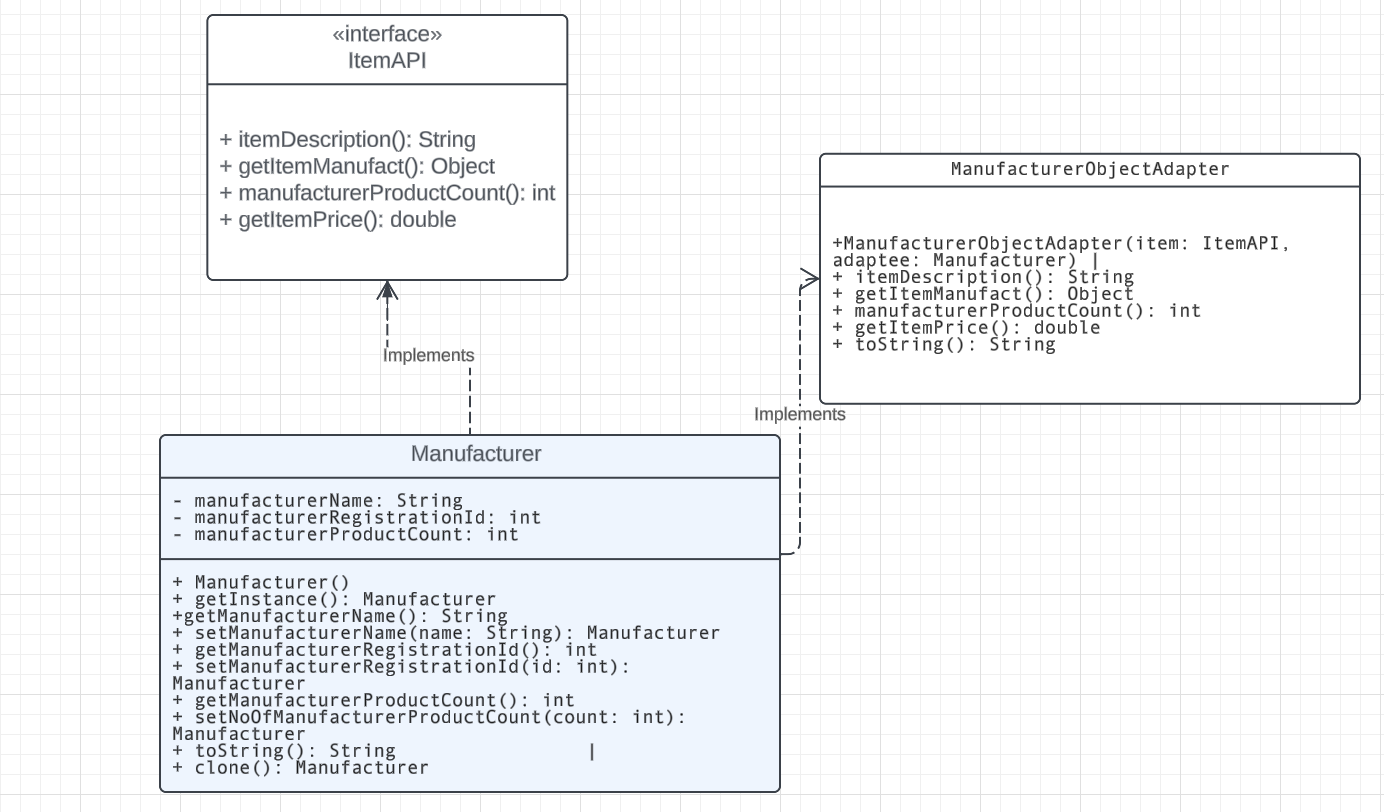 «interface»
ItemAPI
+ itemDescription(): String
+ getItemManufact(): Object
+ manufacturerProductCount(): int
+ getItemPrice(): double
ManufacturerObjectAdapter
+ManufacturerObjectAdapter(item: ItemAPI,
adaptee: Manufacturer) |
+ itemDescription(): String
+ getItemManufact(): Object
+ manufacturerProductCount(): int
+ getItemPrice(): double
+ toString(): String
Implements
Implements
Manufacturer
- manufacturerName: String
- manufacturerRegistrationId: int
- manufacturerProductCount: int
+ Manufacturer()
+ getInstance(): Manufacturer
+getManufacturerName(): String
+ setManufacturerName(name: String): Manufacturer
+ getManufacturerRegistrationId(): int
+ setManufacturerRegistrationId(id: int):
Manufacturer
+ getManufacturerProductCount(): int
+ setNoOfManufacturerProductCount(count: int):
Manufacturer
+ toString(): String |
+ clone(): Manufacturer